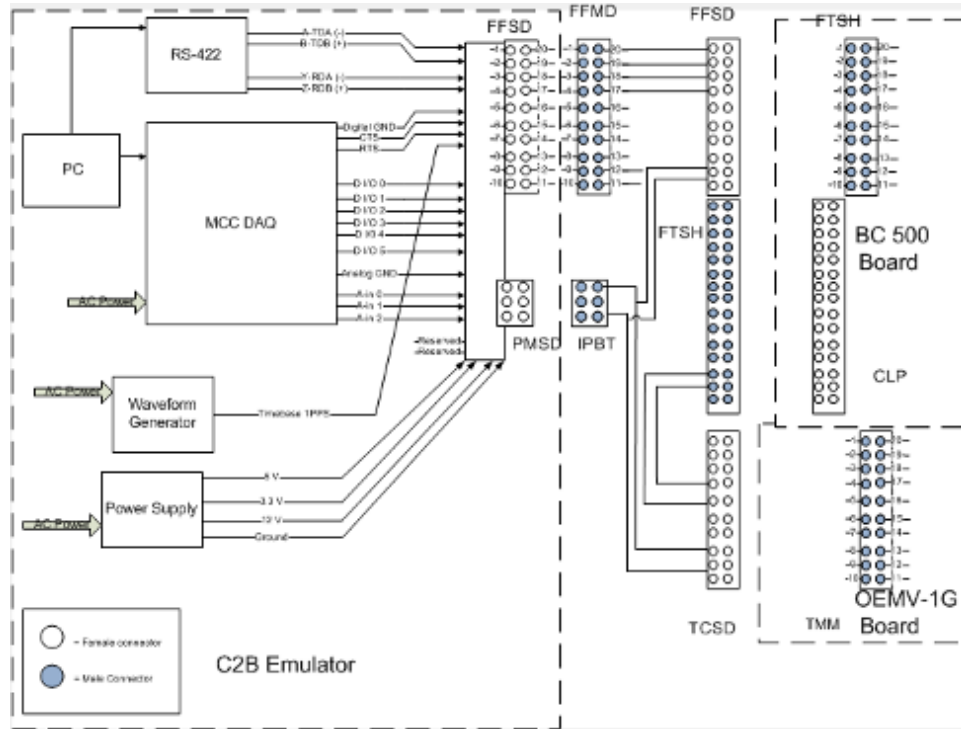 FFSD
FFMD
FFSD
FTSH
RS-422
A-TDA (-)
B-TDB (+)
Y-RDA (-)
Z-RDB (+)
PC
MCC DAQ
Digital GND
CTS
RTS
D I/O 0
D I/O 1
D I/O 2
D I/O 3
D I/O 4
D I/O 5
Analog GND
A-in 0
A-in 1
A-in 2
Reserved
Reserved
AC Power
PMSD
IPBT
FTSH
BC 500
Board
CLP
AC Power
Waveform
Generator
Timebase 1PPS
AC Power
Power Supply
5 V
3.3 V
12 V
Ground
TCSD
TMM
OEMV-1G
Board
= Female connector
= Male Connector
C2B Emulator